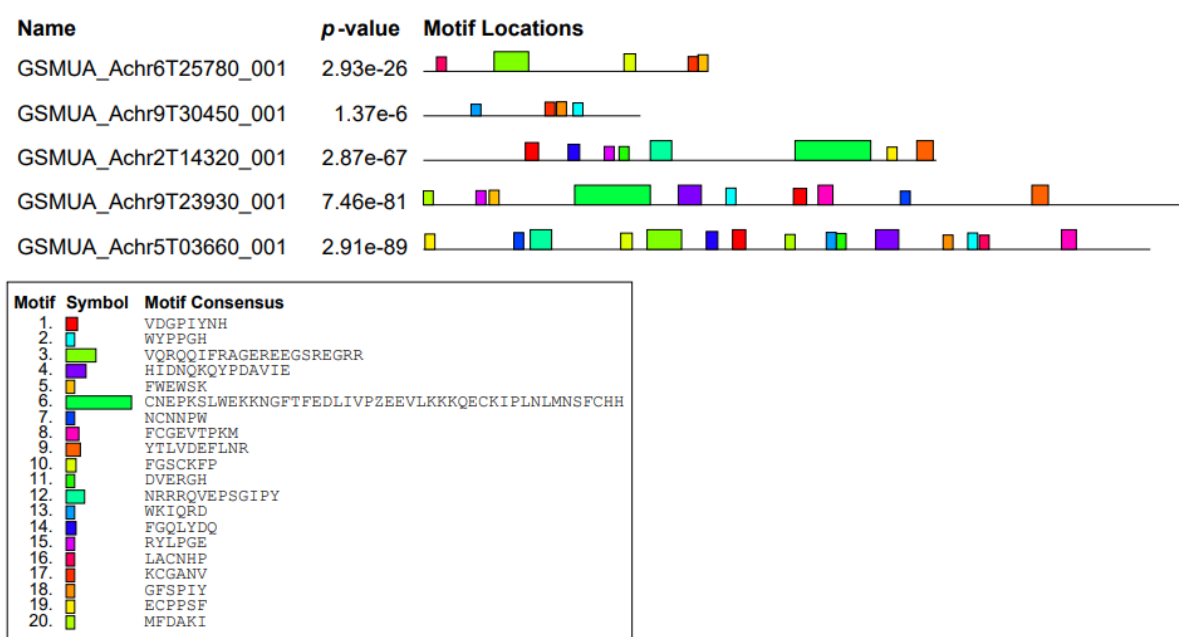 Name p-value Motif Locations
GSMUA_Achr6T25780_001 2.93e-26
GSMUA_Achr9T30450_001 1.37e-6
GSMUA_Achr2T14320_001 2.87e-67
GSMUA_Achr9T23930_001 7.46e-81
GSMUA_Achr5T03660_001 2.91e-89
Motif Symbol Motif Consensus
1. VDGPIYNH
2. WYPPGH
3. VQRQQIFRAGEREEGSREGRR
4. HIDNQKQYPDAVIE
5. FWEWSK
6. CNEPKSLWEKKNGFTFEDLIVPZEEVLKKKQECKIPLNLMNSFCHH
7. NCNNPW
8. FCGEVTPKM
9. YTLVDEFLNR
10. FGSCKFP
11. DVERGH
12. NRRRQVEPSGIPY
13. WKIQRD
14. FGQLYDQ
15. RYLPGE
16. LACNHP
17. KCGANV
18. GFSPIY
19. ECPPSF
20. MFDAKI